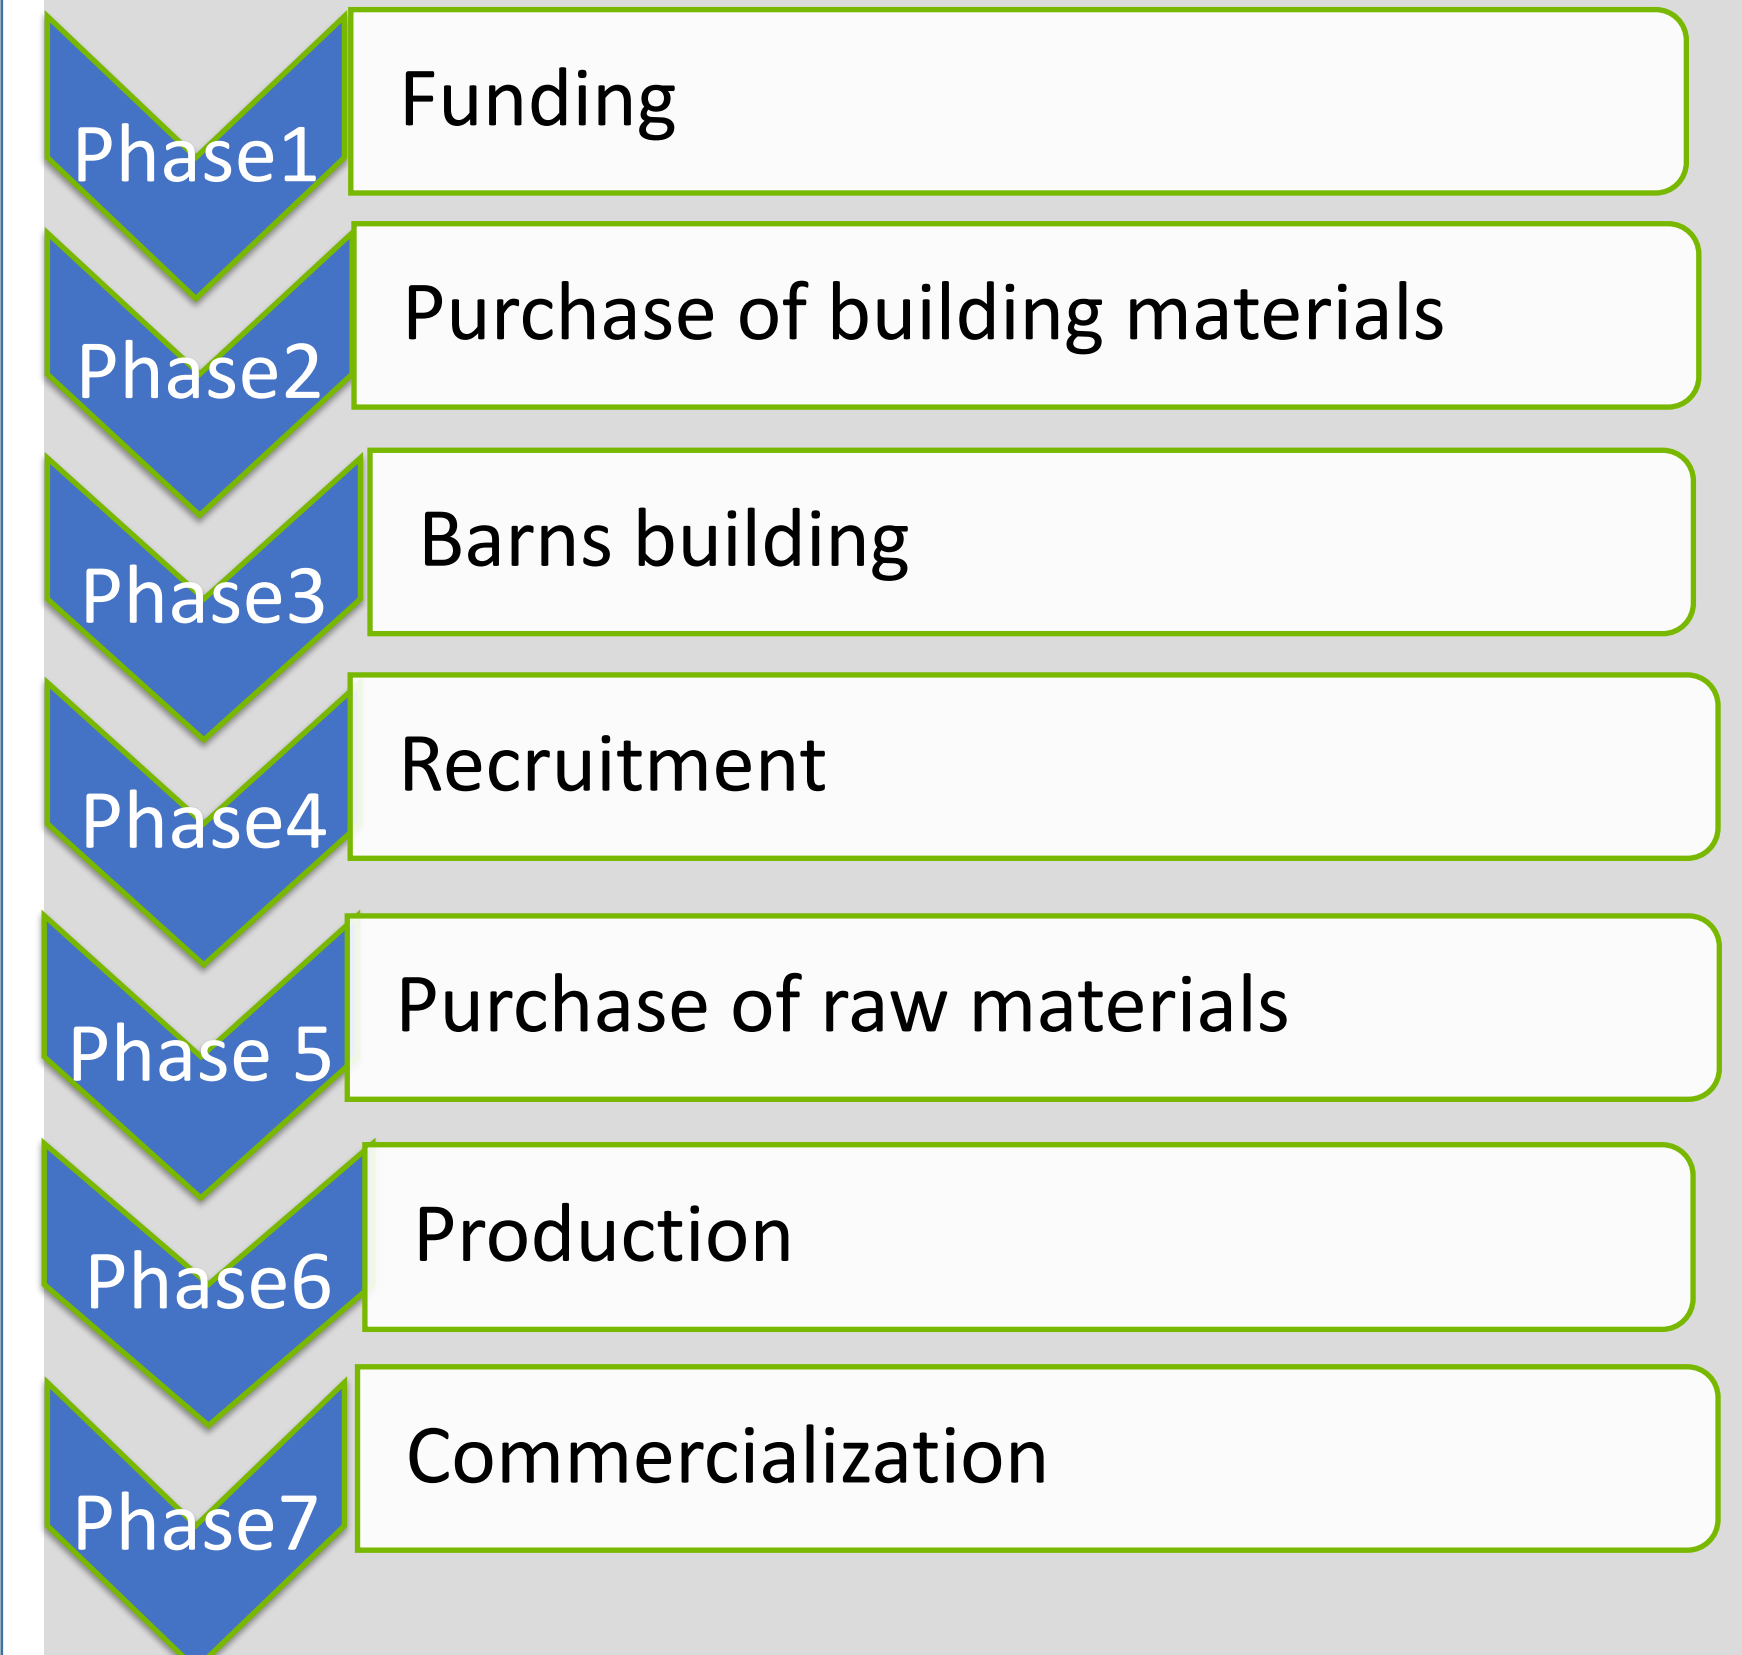 Phase1
Funding
Phase2
Purchase of building materials
Phase3
Barns building
Phase4
Recruitment
Phase 5
Purchase of raw materials
Phase6
Production
Phase7
Commercialization